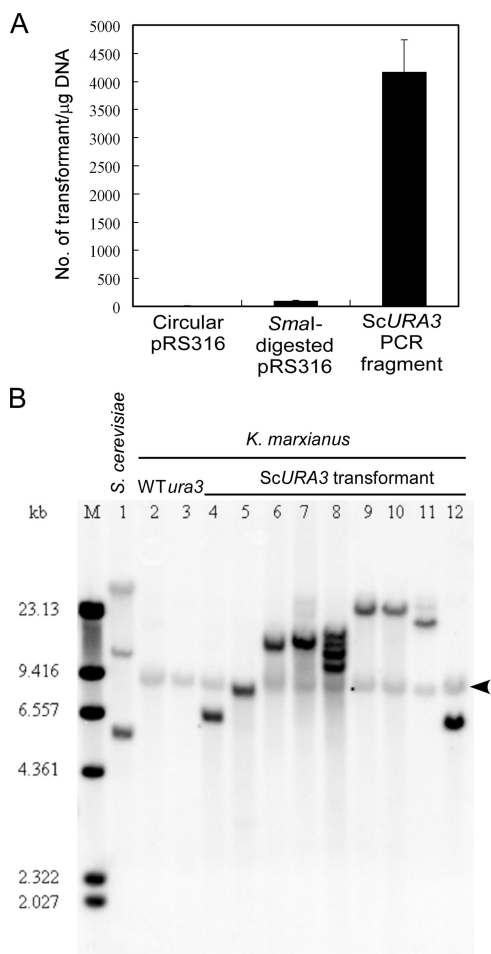 A
No. of transformant/μg DNA
5000
4500
4000
3500
3000
2500
2000
1500
1000
500
0
Circular
pRS316
SmaI-
digested
pRS316
ScURA3
PCR
fragment
B
S. cerevisiae
K. marxianus
WT ura3
ScURA3 transformant
kb M 1 2 3 4 5 6 7 8 9 10 11 12
23.13
9.416
6.557
4.361
2.322
2.027